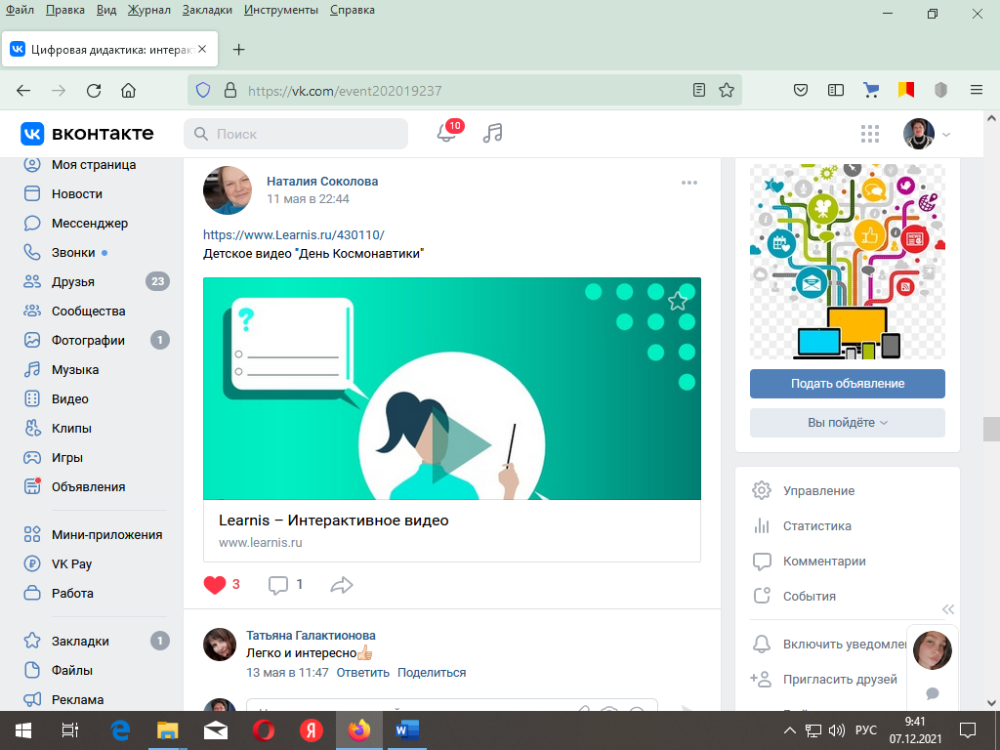 Файл Правка Вид Журнал Закладки Инструменты Справка
Цифровая дидактика: интерак
https://vk.com/event202019237
вконтакте
Поиск
10
Моя страница
Новости
Мессенджер
Звонки
Друзья 23
Сообщества
Фотографии 1
Музыка
Видео
Клипы
Игры
Объявления
Мини-приложения
VK Pay
Работа
Закладки 1
Файлы
Реклама
Наталия Соколова
11 мая в 22:44
https://www.Learnis.ru/430110/
Детское видео "День Космонавтики"
?
Learnis – Интерактивное видео
www.learnis.ru
3 1
Татьяна Галактионова
Легко и интересно
13 мая в 11:47 Ответить Поделиться
Подать объявление
Вы пойдёте
Управление
Статистика
Комментарии
События
Включить уведомле
Пригласить друзей
РУС
9:41
07.12.2021